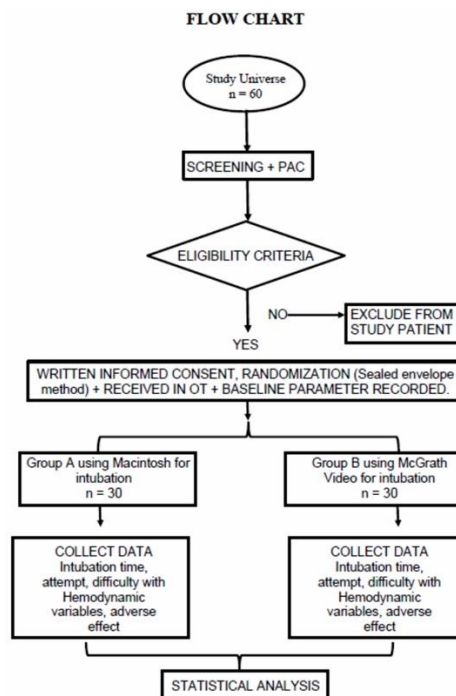 FLOW CHART
Study Universe
n = 60
SCREENING + PAC
ELIGIBILITY CRITERIA
NO
EXCLUDE FROM
STUDY PATIENT
YES
WRITTEN INFORMED CONSENT, RANDOMIZATION (Sealed envelope
method) + RECEIVED IN OT + BASELINE PARAMETER RECORDED.
Group A using Macintosh for
intubation
n = 30
Group B using McGrath
Video for intubation
n = 30
COLLECT DATA
Intubation time,
attempt, difficulty with
Hemodynamic
variables, adverse
effect
COLLECT DATA
Intubation time,
attempt, difficulty with
Hemodynamic
variables, adverse
effect
STATISTICAL ANALYSIS